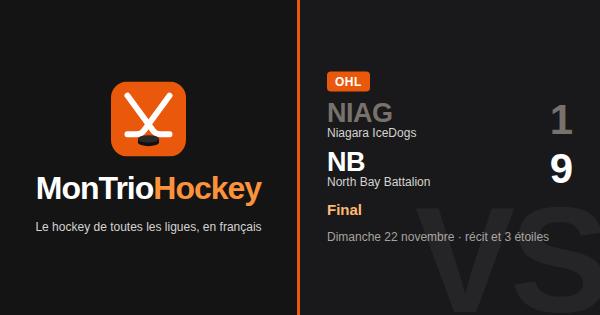 MonTrioHockey
Le hockey de toutes les ligues, en français
OHL
NIAG 1
Niagara IceDogs
NB 9
North Bay Battalion
Final
Dimanche 22 novembre · récit et 3 étoiles
VS